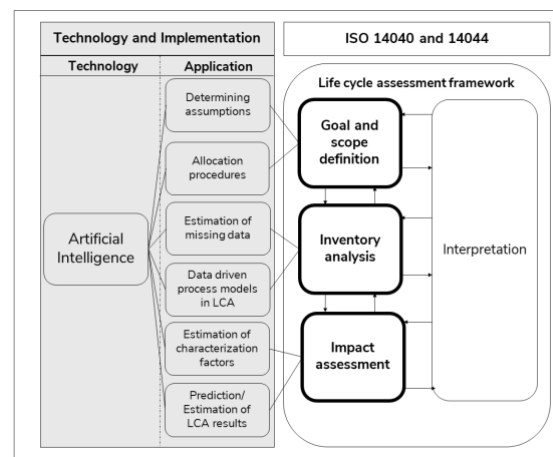 Technology and Implementation
ISO 14040 and 14044
Technology
Application
Life cycle assessment framework
Determining
assumptions
Allocation
procedures
Artificial
Intelligence
Estimation of
missing data
Data driven
process models
in LCA
Estimation of
characterization
factors
Prediction/
Estimation of
LCA results
Goal and
scope
definition
Inventory
analysis
Impact
assessment
Interpretation